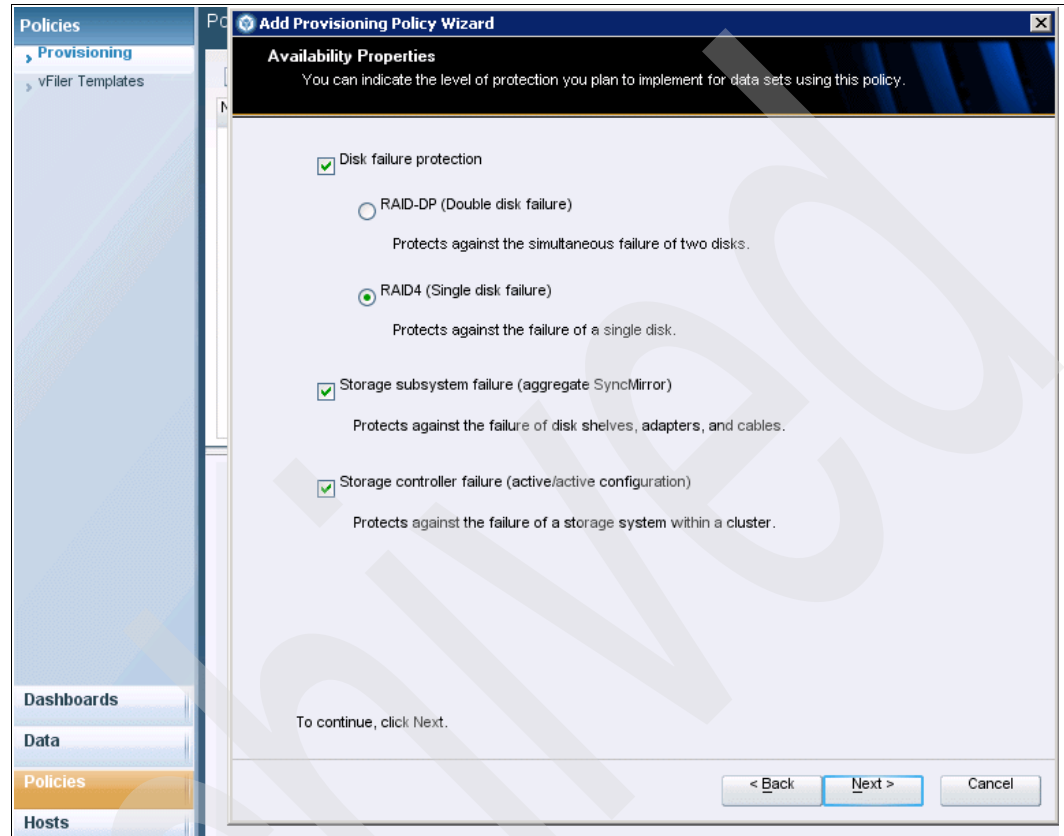 Policies
Provisioning
vFiler Templates
Dashboards
Data
Policies
Hosts
Add Provisioning Policy Wizard
Availability Properties
You can indicate the level of protection you plan to implement for data sets using this policy.
Disk failure protection
RAID-DP (Double disk failure)
Protects against the simultaneous failure of two disks.
RAID4 (Single disk failure)
Protects against the failure of a single disk.
Storage subsystem failure (aggregate SyncMirror)
Protects against the failure of disk shelves, adapters, and cables.
Storage controller failure (active/active configuration)
Protects against the failure of a storage system within a cluster.
To continue, click Next.
< Back
Next >
Cancel